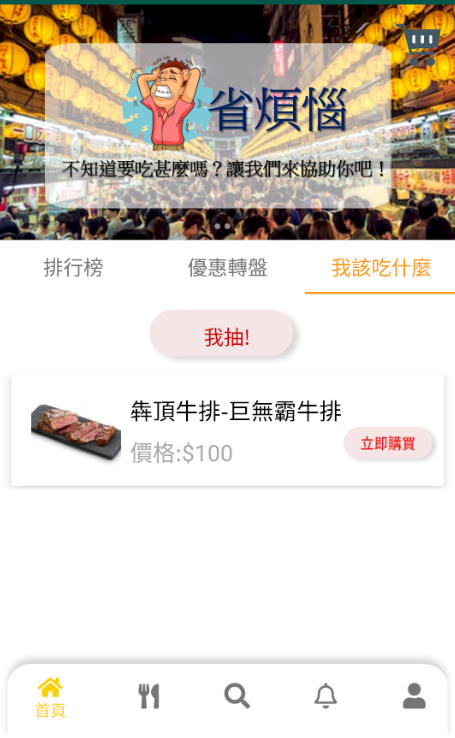 省煩惱
不知道要吃甚麼嗎？讓我們來協助你吧！
排行榜
優惠轉盤
我該吃什麼
我抽!
犇頂牛排-巨無霸牛排
價格:$100
立即購買
首頁